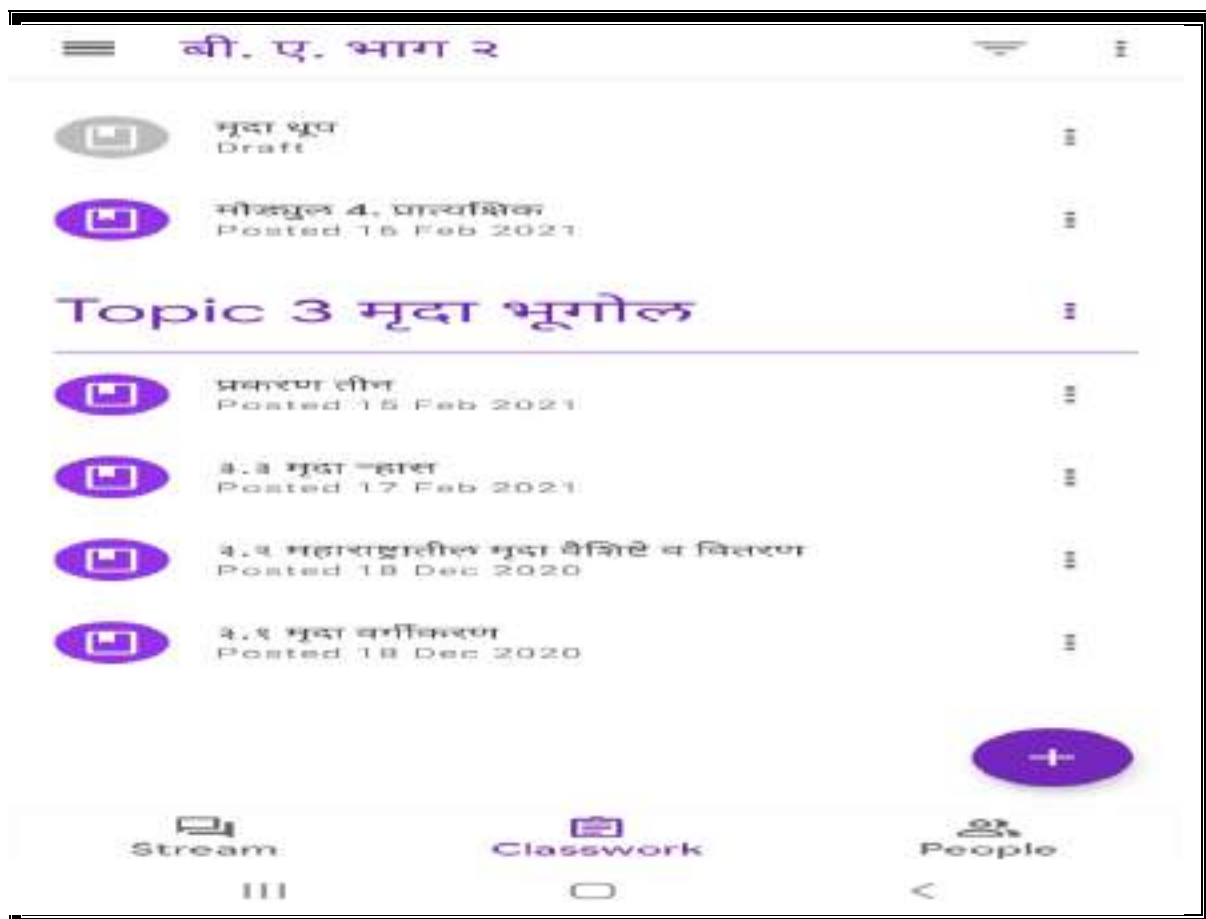 बी. ए. भाग २
मृदा धूप
Draft
मोड्युल 4. प्रात्यक्षिक
Posted 15 Feb 2021
Topic 3 मृदा भूगोल
प्रकरण तीन
Posted 15 Feb 2021
३.३ मृदा ऱ्हास
Posted 17 Feb 2021
३.२ महाराष्ट्रातील मृदा वैशिष्टे व वितरण
Posted 18 Dec 2020
३.१ मृदा वर्गीकरण
Posted 18 Dec 2020
Stream
Classwork
People